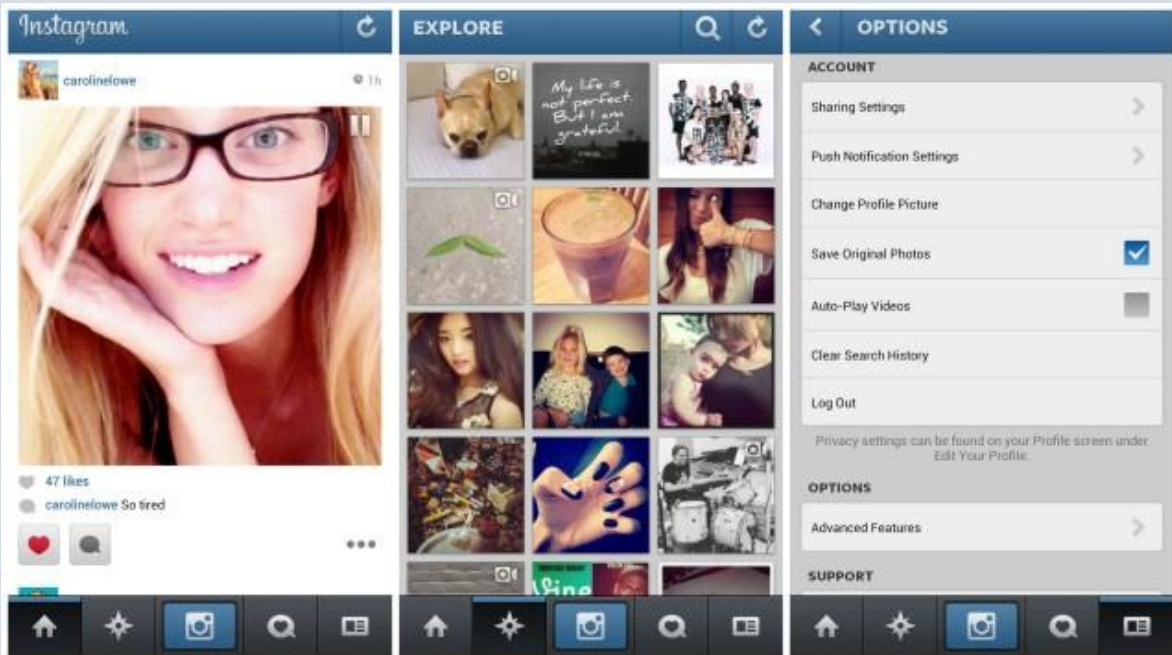 Instagram
carolinelowe
1h
47 likes
carolinelowe So tired
EXPLORE
My life is
not perfect.
But I am
grateful.
OPTIONS
ACCOUNT
Sharing Settings
Push Notification Settings
Change Profile Picture
Save Original Photos
Auto-Play Videos
Clear Search History
Log Out
Privacy settings can be found on your Profile screen under
Edit Your Profile.
OPTIONS
Advanced Features
SUPPORT